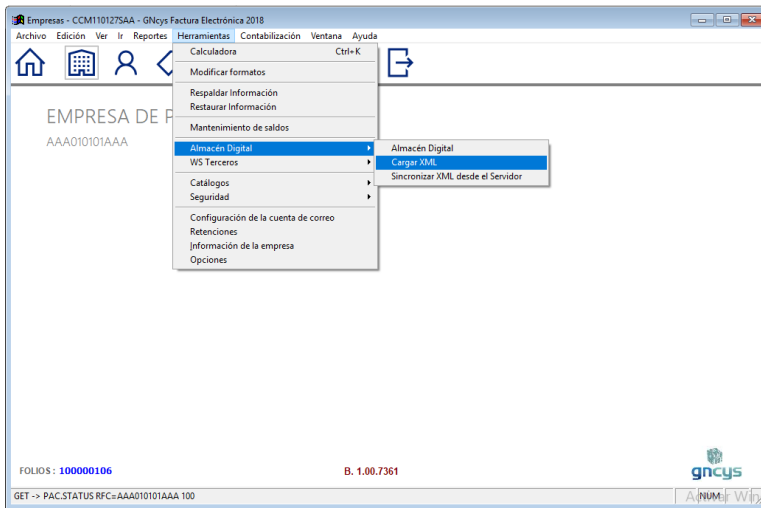 Empresas - CCM110127SAA - GNcys Factura Electrónica 2018
Archivo Edición Ver Ir Reportes Herramientas Contabilización Ventana Ayuda
Calculadora Ctrl+K
Modificar formatos
Respaldar Información
Restaurar Información
EMPRESA DE P
Mantenimiento de saldos
AAA010101AAA
Almacén Digital
Almacén Digital
WS Terceros
Cargar XML
Sincronizar XML desde el Servidor
Catálogos
Seguridad
Configuración de la cuenta de correo
Retenciones
Información de la empresa
Opciones
FOLIOS : 100000106
B. 1.00.7361
gncys
GET -> PAC.STATUS RFC=AAA010101AAA 100
NUM